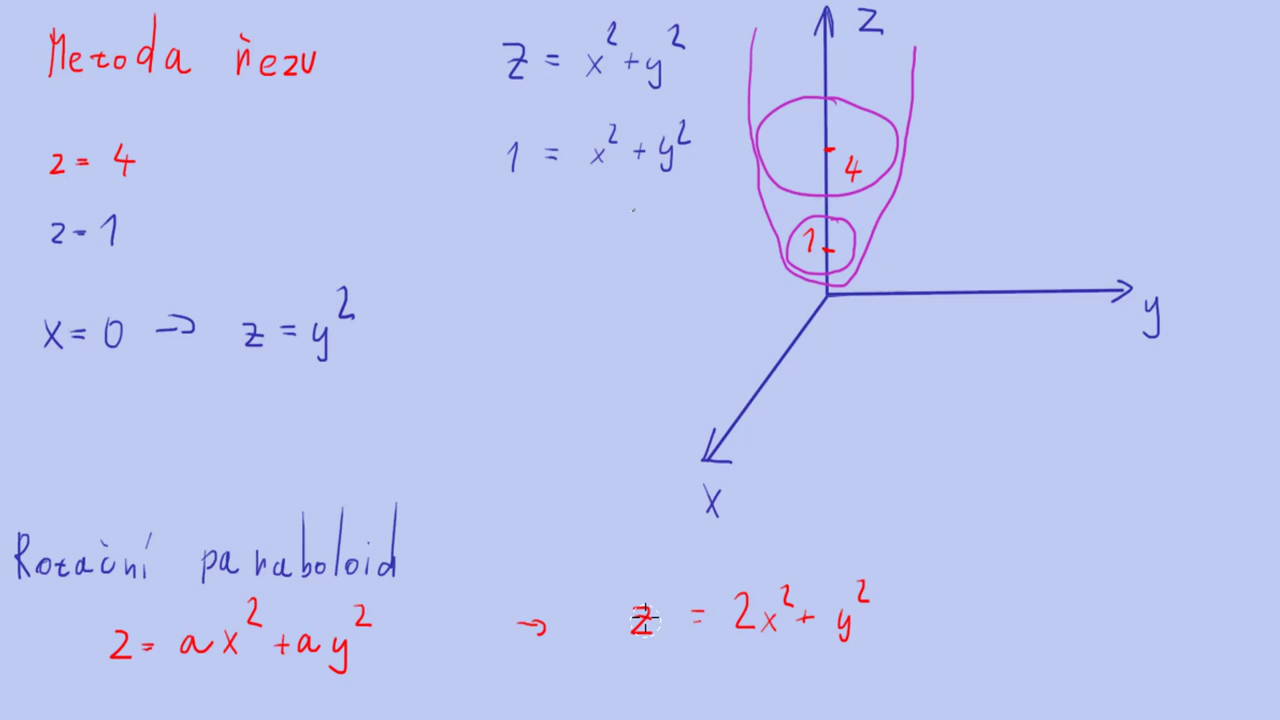 Metoda řezu
z = x² + y²
z = 4
1 = x² + y²
z = 1
x = 0 → z = y²
z
4
1
y
x
Rotační paraboloid
z = ax² + ay² → z = 2x² + y²